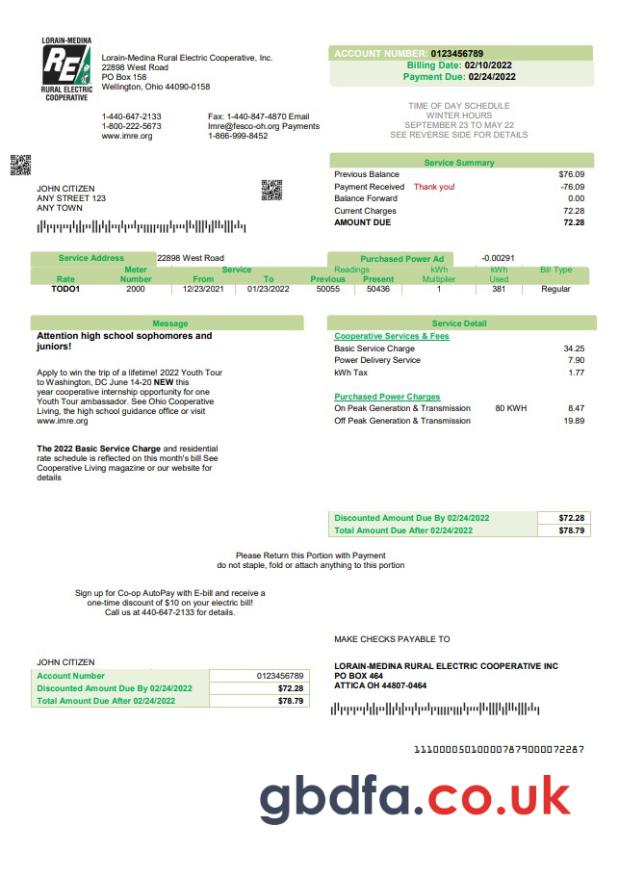 LORAIN-MEDINA
RE
RURAL ELECTRIC
COOPERATIVE
Lorain-Medina Rural Electric Cooperative, Inc.
22898 West Road
PO Box 158
Wellington, Ohio 44090-0158
1-440-647-2133 Fax: 1-440-847-4870 Email
1-800-222-5673 lmre@fesco-oh.org Payments
www.imre.org 1-866-999-8452
ACCOUNT NUMBER: 0123456789
Billing Date: 02/10/2022
Payment Due: 02/24/2022
TIME OF DAY SCHEDULE
WINTER HOURS
SEPTEMBER 23 TO MAY 22
SEE REVERSE SIDE FOR DETAILS
JOHN CITIZEN
ANY STREET 123
ANY TOWN
Service Summary
Previous Balance $76.09
Payment Received Thank you! -76.09
Balance Forward 0.00
Current Charges 72.28
AMOUNT DUE 72.28
Service Address 22898 West Road Purchased Power Ad -0.00291
Meter Service Readings kWh kWh Bill Type
Rate Number From To Previous Present Multiplier Used
TODO1 2000 12/23/2021 01/23/2022 50055 50436 1 381 Regular
Message
Attention high school sophomores and
juniors!
Apply to win the trip of a lifetime! 2022 Youth Tour
to Washington, DC June 14-20 NEW this
year cooperative internship opportunity for one
Youth Tour ambassador. See Ohio Cooperative
Living, the high school guidance office or visit
www.imre.org
The 2022 Basic Service Charge and residential
rate schedule is reflected on this month's bill See
Cooperative Living magazine or our website for
details
Service Detail
Cooperative Services & Fees
Basic Service Charge 34.25
Power Delivery Service 7.90
kWh Tax 1.77
Purchased Power Charges
On Peak Generation & Transmission 80 KWH 8.47
Off Peak Generation & Transmission 19.89
Discounted Amount Due By 02/24/2022 $72.28
Total Amount Due After 02/24/2022 $78.79
Please Return this Portion with Payment
do not staple, fold or attach anything to this portion
Sign up for Co-op AutoPay with E-bill and receive a
one-time discount of $10 on your electric bill!
Call us at 440-647-2133 for details.
MAKE CHECKS PAYABLE TO
JOHN CITIZEN
Account Number 0123456789
Discounted Amount Due By 02/24/2022 $72.28
Total Amount Due After 02/24/2022 $78.79
LORAIN-MEDINA RURAL ELECTRIC COOPERATIVE INC
PO BOX 464
ATTICA OH 44807-0464
111000050100007879000072287
gbdfa.co.uk